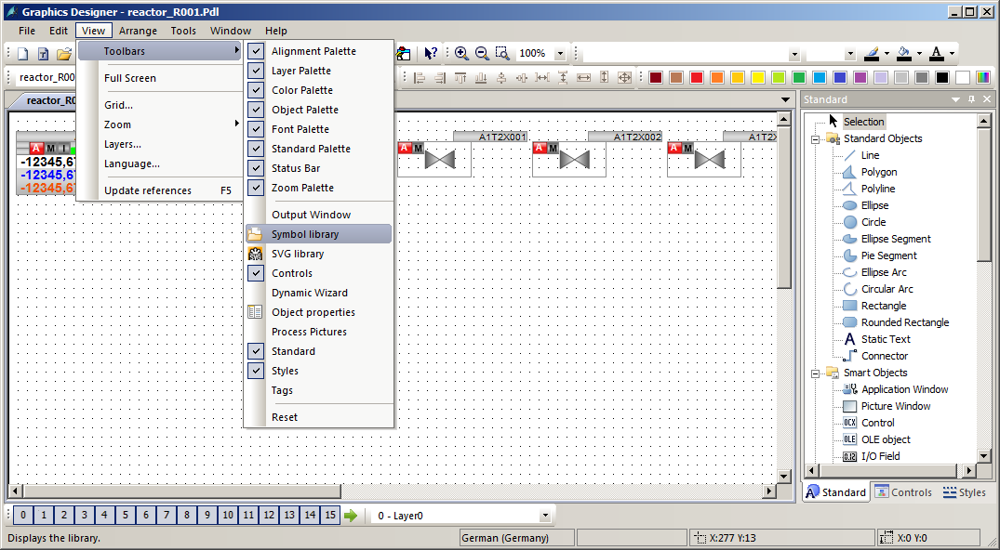 Graphics Designer - reactor_R001.Pdl
File Edit View Arrange Tools Window Help
100%
reactor_R00
reactor_R0
Toolbars
Full Screen
Grid...
Zoom
Layers...
Language...
Update references F5
Alignment Palette
Layer Palette
Color Palette
Object Palette
Font Palette
Standard Palette
Status Bar
Zoom Palette
Output Window
Symbol library
SVG library
Controls
Dynamic Wizard
Object properties
Process Pictures
Standard
Styles
Tags
Reset
A M I
-12345,67
-12345,67
-12345,67
A1T2X001
A M
A1T2X002
A M
A1T2X
A M
Standard
Selection
Standard Objects
Line
Polygon
Polyline
Ellipse
Circle
Ellipse Segment
Pie Segment
Ellipse Arc
Circular Arc
Rectangle
Rounded Rectangle
A Static Text
Connector
Smart Objects
Application Window
Picture Window
OCX Control
OLE OLE object
0.12 I/O Field
Standard Controls Styles
0 1 2 3 4 5 6 7 8 9 10 11 12 13 14 15
0 - Layer0
Displays the library.
German (Germany)
X:277 Y:13
X:0 Y:0